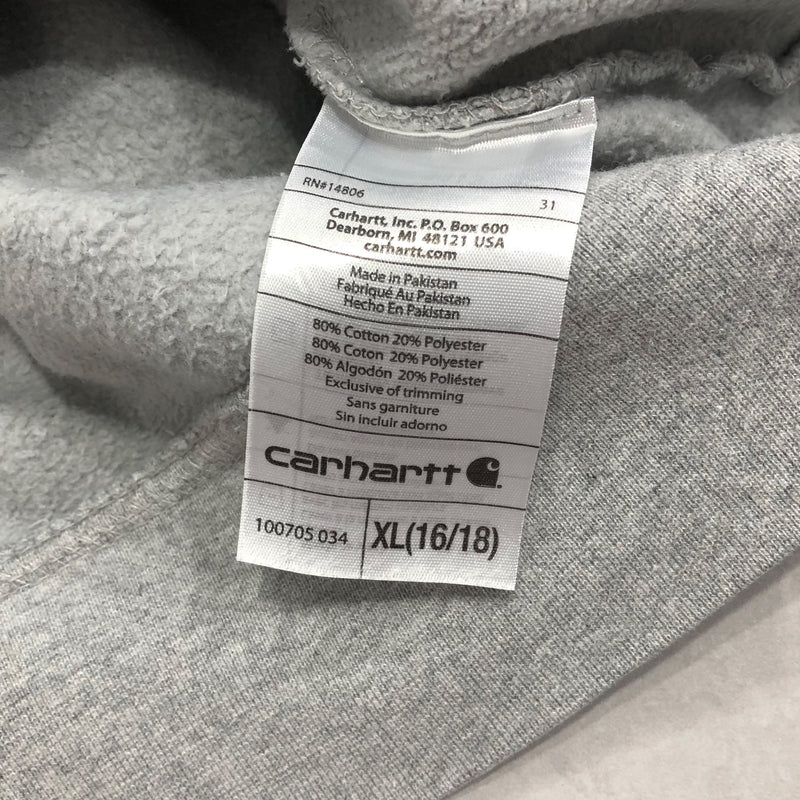 RN#14806 31
Carhartt, Inc. P.O. Box 600
Dearborn, MI 48121 USA
carhartt.com
Made in Pakistan
Fabriqué Au Pakistan
Hecho En Pakistan
80% Cotton 20% Polyester
80% Coton 20% Polyester
80% Algodón 20% Poliéster
Exclusive of trimming
Sans garniture
Sin incluir adorno
carhartt
100705 034 XL(16/18)